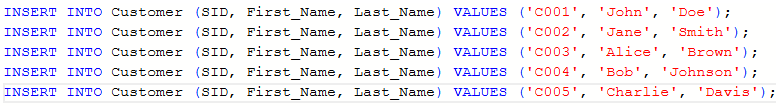 INSERT INTO Customer (SID, First_Name, Last_Name) VALUES ('C001', 'John', 'Doe');
INSERT INTO Customer (SID, First_Name, Last_Name) VALUES ('C002', 'Jane', 'Smith');
INSERT INTO Customer (SID, First_Name, Last_Name) VALUES ('C003', 'Alice', 'Brown');
INSERT INTO Customer (SID, First_Name, Last_Name) VALUES ('C004', 'Bob', 'Johnson');
INSERT INTO Customer (SID, First_Name, Last_Name) VALUES ('C005', 'Charlie', 'Davis');